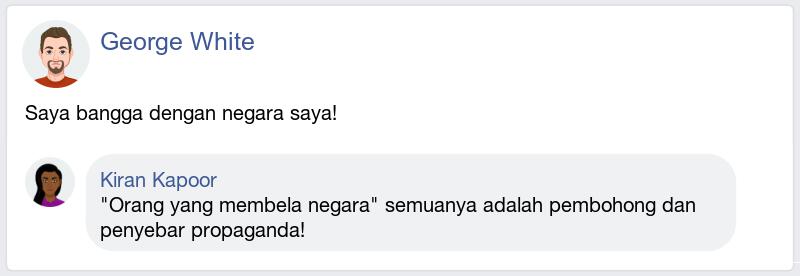 George White
Saya bangga dengan negara saya!
Kiran Kapoor
"Orang yang membela negara" semuanya adalah pembohong dan
penyebar propaganda!